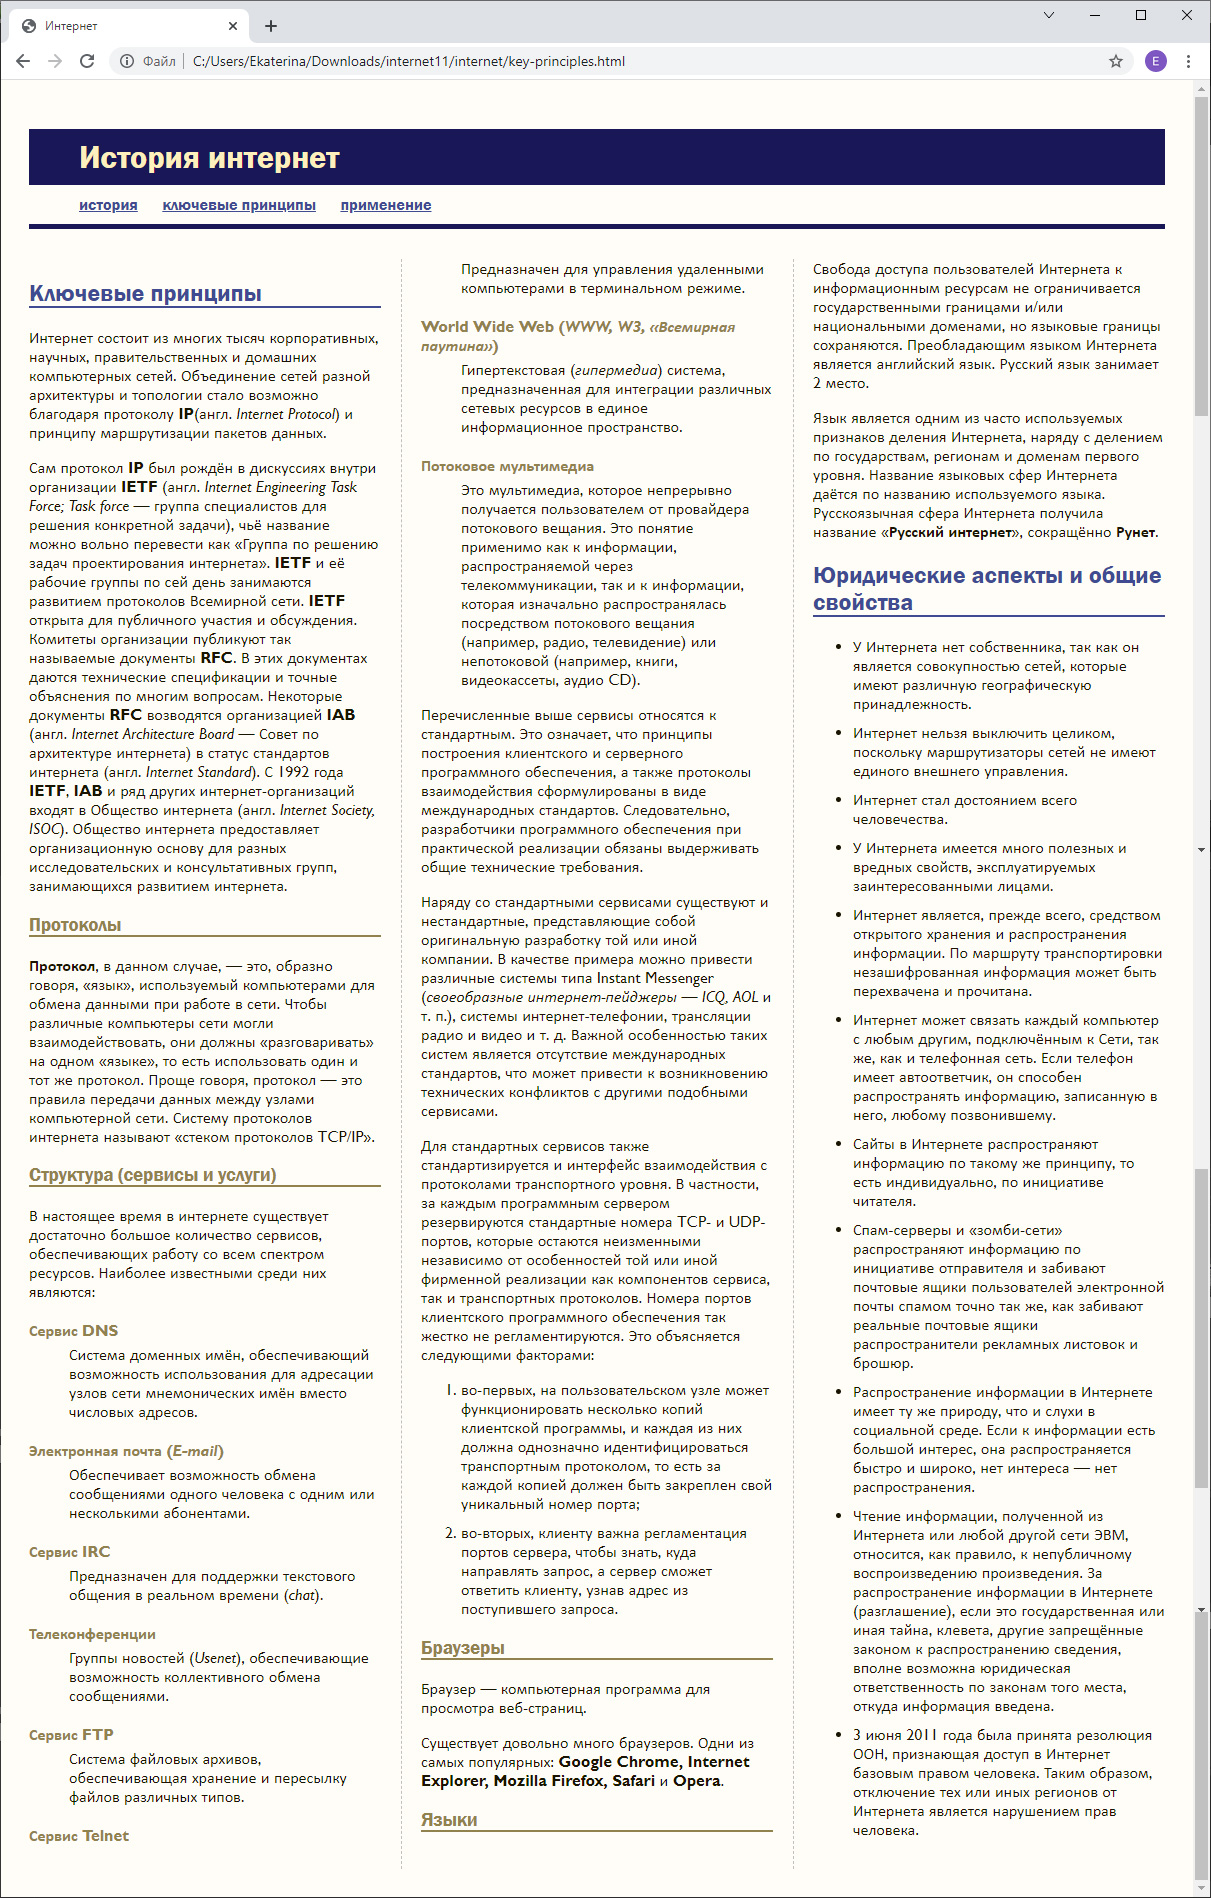 Интернет
Файл
C:/Users/Ekaterina/Downloads/internet11/internet/key-principles.html
E
История интернет
история ключевые принципы применение
Ключевые принципы
Интернет состоит из многих тысяч корпоративных,
научных, правительственных и домашних
компьютерных сетей. Объединение сетей разной
архитектуры и топологии стало возможно
благодаря протоколу IP(англ. Internet Protocol) и
принципу маршрутизации пакетов данных.
Сам протокол IP был рождён в дискуссиях внутри
организации IETF (англ. Internet Engineering Task
Force; Task force — группа специалистов для
решения конкретной задачи), чьё название
можно вольно перевести как «Группа по решению
задач проектирования интернета». IETF и её
рабочие группы по сей день занимаются
развитием протоколов Всемирной сети. IETF
открыта для публичного участия и обсуждения.
Комитеты организации публикуют так
называемые документы RFC. В этих документах
даются технические спецификации и точные
объяснения по многим вопросам. Некоторые
документы RFC возводятся организацией IAB
(англ. Internet Architecture Board — Совет по
архитектуре интернета) в статус стандартов
интернета (англ. Internet Standard). С 1992 года
IETF, IAB и ряд других интернет-организаций
входят в Общество интернета (англ. Internet Society,
ISOC). Общество интернета предоставляет
организационную основу для разных
исследовательских и консультативных групп,
занимающихся развитием интернета.
Протоколы
Протокол, в данном случае, — это, образно
говоря, «язык», используемый компьютерами для
обмена данными при работе в сети. Чтобы
различные компьютеры сети могли
взаимодействовать, они должны «разговаривать»
на одном «языке», то есть использовать один и
тот же протокол. Проще говоря, протокол — это
правила передачи данных между узлами
компьютерной сети. Систему протоколов
интернета называют «стеком протоколов TCP/IP».
Структура (сервисы и услуги)
В настоящее время в интернете существует
достаточно большое количество сервисов,
обеспечивающих работу со всем спектром
ресурсов. Наиболее известными среди них
являются:
Сервис DNS
Система доменных имён, обеспечивающий
возможность использования для адресации
узлов сети мнемонических имён вместо
числовых адресов.
Электронная почта (E-mail)
Обеспечивает возможность обмена
сообщениями одного человека с одним или
несколькими абонентами.
Сервис IRC
Предназначен для поддержки текстового
общения в реальном времени (chat).
Телеконференции
Группы новостей (Usenet), обеспечивающие
возможность коллективного обмена
сообщениями.
Сервис FTP
Система файловых архивов,
обеспечивающая хранение и пересылку
файлов различных типов.
Сервис Telnet
Предназначен для управления удаленными
компьютерами в терминальном режиме.
World Wide Web (WWW, W3, «Всемирная
паутина»)
Гипертекстовая (гипермедиа) система,
предназначенная для интеграции различных
сетевых ресурсов в единое
информационное пространство.
Потоковое мультимедиа
Это мультимедиа, которое непрерывно
получается пользователем от провайдера
потокового вещания. Это понятие
применимо как к информации,
распространяемой через
телекоммуникации, так и к информации,
которая изначально распространялась
посредством потокового вещания
(например, радио, телевидение) или
непотоковой (например, книги,
видеокассеты, аудио CD).
Перечисленные выше сервисы относятся к
стандартным. Это означает, что принципы
построения клиентского и серверного
программного обеспечения, а также протоколы
взаимодействия сформулированы в виде
международных стандартов. Следовательно,
разработчики программного обеспечения при
практической реализации обязаны выдерживать
общие технические требования.
Наряду со стандартными сервисами существуют и
нестандартные, представляющие собой
оригинальную разработку той или иной
компании. В качестве примера можно привести
различные системы типа Instant Messenger
(своеобразные интернет-пейджеры — ICQ, AOL и
т. п.), системы интернет-телефонии, трансляции
радио и видео и т. д. Важной особенностью таких
систем является отсутствие международных
стандартов, что может привести к возникновению
технических конфликтов с другими подобными
сервисами.
Для стандартных сервисов также
стандартизируется и интерфейс взаимодействия с
протоколами транспортного уровня. В частности,
за каждым программным сервером
резервируются стандартные номера TCP- и UDP-
портов, которые остаются неизменными
независимо от особенностей той или иной
фирменной реализации как компонентов сервиса,
так и транспортных протоколов. Номера портов
клиентского программного обеспечения так
жестко не регламентируются. Это объясняется
следующими факторами:
1. во-первых, на пользовательском узле может
функционировать несколько копий
клиентской программы, и каждая из них
должна однозначно идентифицироваться
транспортным протоколом, то есть за
каждой копией должен быть закреплен свой
уникальный номер порта;
2. во-вторых, клиенту важна регламентация
портов сервера, чтобы знать, куда
направлять запрос, а сервер сможет
ответить клиенту, узнав адрес из
поступившего запроса.
Браузеры
Браузер — компьютерная программа для
просмотра веб-страниц.
Существует довольно много браузеров. Одни из
самых популярных: Google Chrome, Internet
Explorer, Mozilla Firefox, Safari и Opera.
Языки
Свобода доступа пользователей Интернета к
информационным ресурсам не ограничивается
государственными границами и/или
национальными доменами, но языковые границы
сохраняются. Преобладающим языком Интернета
является английский язык. Русский язык занимает
2 место.
Язык является одним из часто используемых
признаков деления Интернета, наряду с делением
по государствам, регионам и доменам первого
уровня. Название языковых сфер Интернета
даётся по названию используемого языка.
Русскоязычная сфера Интернета получила
название «Русский интернет», сокращённо Рунет.
Юридические аспекты и общие
свойства
• У Интернета нет собственника, так как он
является совокупностью сетей, которые
имеют различную географическую
принадлежность.
• Интернет нельзя выключить целиком,
поскольку маршрутизаторы сетей не имеют
единого внешнего управления.
• Интернет стал достоянием всего
человечества.
• У Интернета имеется много полезных и
вредных свойств, эксплуатируемых
заинтересованными лицами.
• Интернет является, прежде всего, средством
открытого хранения и распространения
информации. По маршруту транспортировки
незашифрованная информация может быть
перехвачена и прочитана.
• Интернет может связать каждый компьютер
с любым другим, подключённым к Сети, так
же, как и телефонная сеть. Если телефон
имеет автоответчик, он способен
распространять информацию, записанную в
него, любому позвонившему.
• Сайты в Интернете распространяют
информацию по такому же принципу, то
есть индивидуально, по инициативе
читателя.
• Спам-серверы и «зомби-сети»
распространяют информацию по
инициативе отправителя и забивают
почтовые ящики пользователей электронной
почты спамом точно так же, как забивают
реальные почтовые ящики
распространители рекламных листовок и
брошюр.
• Распространение информации в Интернете
имеет ту же природу, что и слухи в
социальной среде. Если к информации есть
большой интерес, она распространяется
быстро и широко, нет интереса — нет
распространения.
• Чтение информации, полученной из
Интернета или любой другой сети ЭВМ,
относится, как правило, к непубличному
воспроизведению произведения. За
распространение информации в Интернете
(разглашение), если это государственная или
иная тайна, клевета, другие запрещённые
законом к распространению сведения,
вполне возможна юридическая
ответственность по законам того места,
откуда информация введена.
• 3 июня 2011 года была принята резолюция
ООН, признающая доступ в Интернет
базовым правом человека. Таким образом,
отключение тех или иных регионов от
Интернета является нарушением прав
человека.